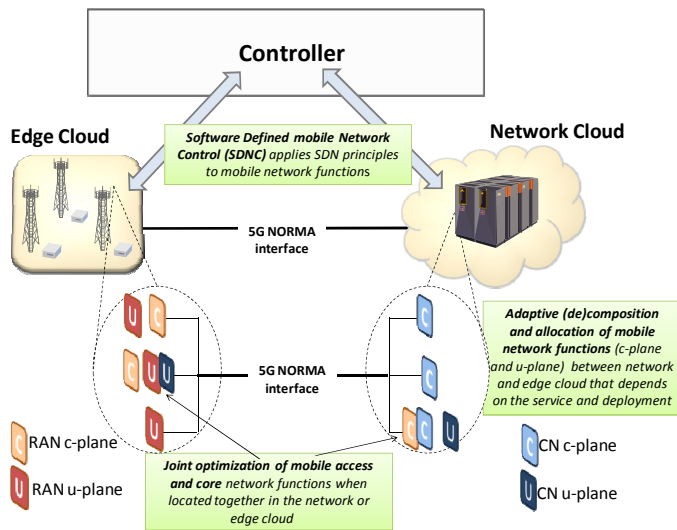 Controller
Edge Cloud
Network Cloud
Software Defined mobile Network
Control (SDNC) applies SDN principles
to mobile network functions
5G NORMA
interface
U C
C
C U U
C
U
C C U
5G NORMA
interface
Adaptive (de)composition
and allocation of mobile
network functions (c-plane
and u-plane) between network
and edge cloud that depends
on the service and deployment
C RAN c-plane
U RAN u-plane
Joint optimization of mobile access
and core network functions when
located together in the network or
edge cloud
C CN c-plane
U CN u-plane